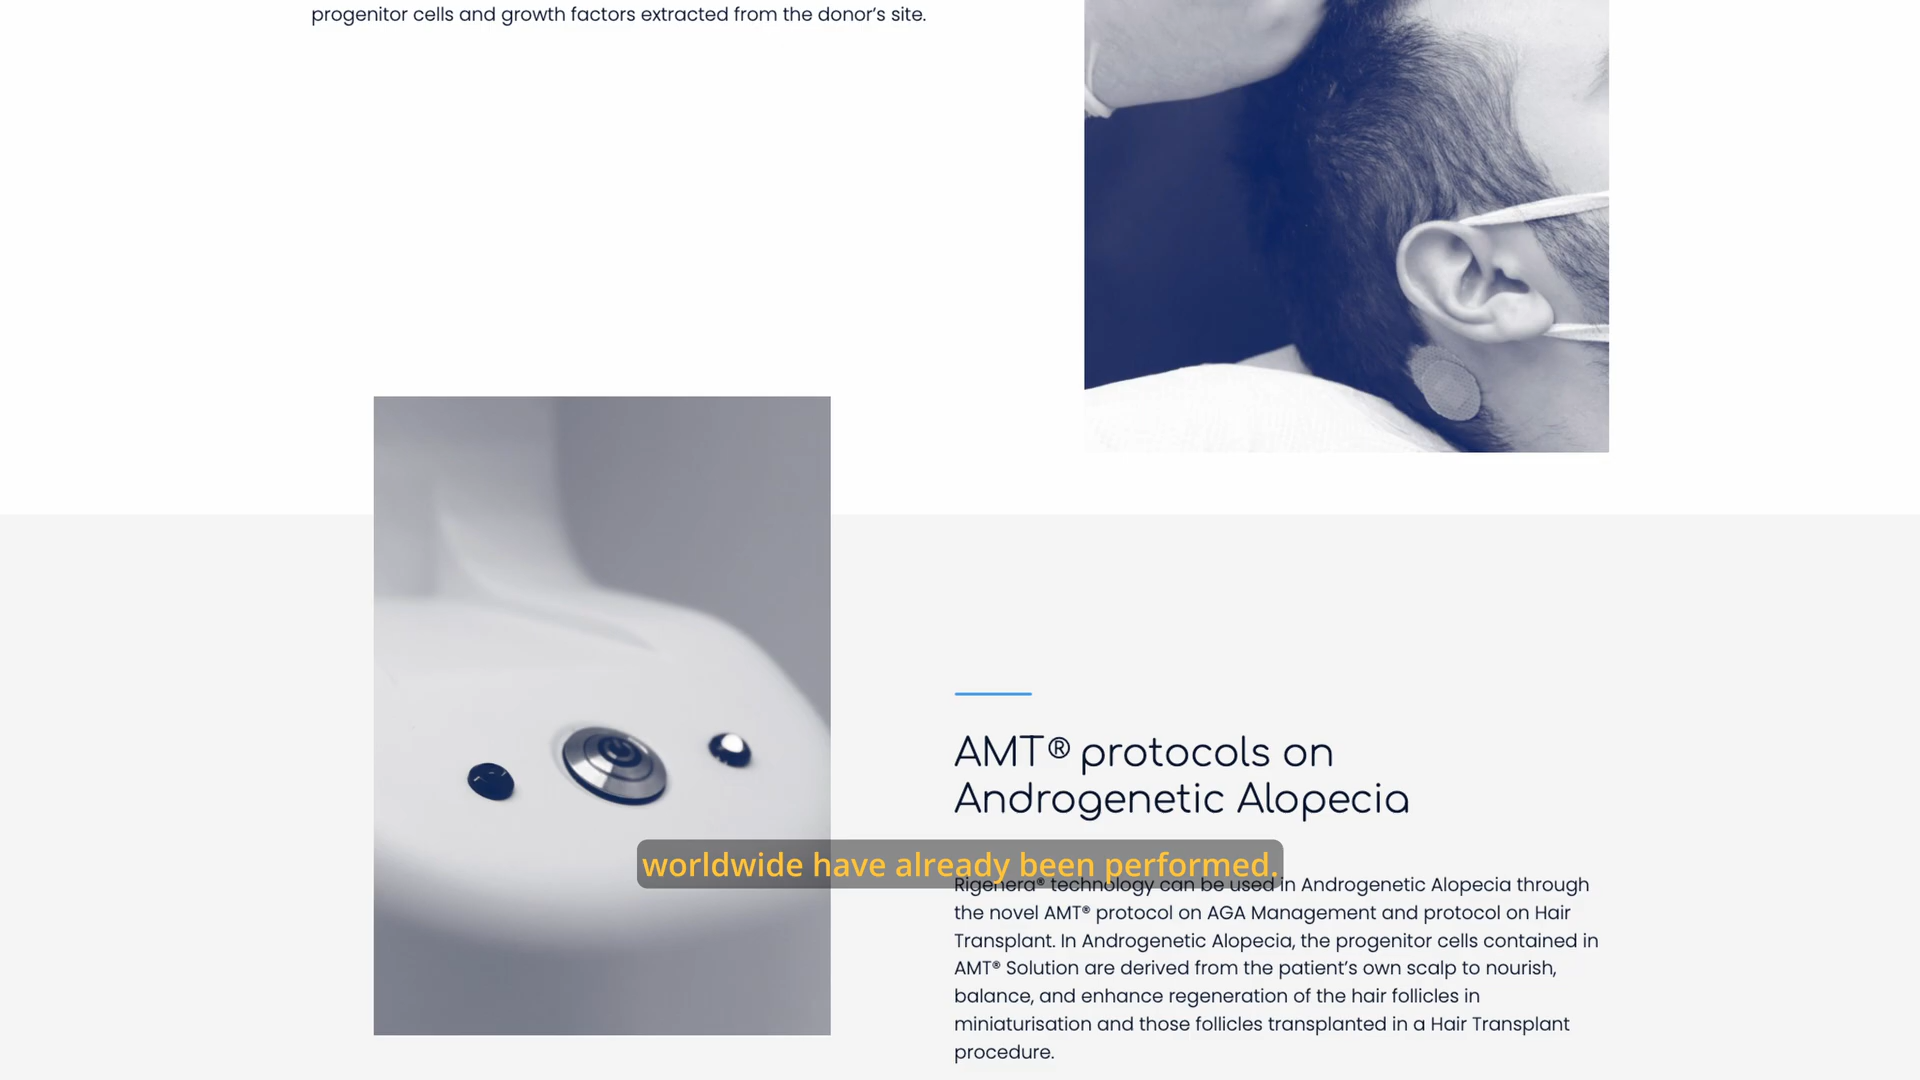 progenitor cells and growth factors extracted from the donor’s site.
AMT® protocols on
Androgenetic Alopecia
worldwide have already been performed.
Rigenera® technology can be used in Androgenetic Alopecia through
the novel AMT® protocol on AGA Management and protocol on Hair
Transplant. In Androgenetic Alopecia, the progenitor cells contained in
AMT® Solution are derived from the patient’s own scalp to nourish,
balance, and enhance regeneration of the hair follicles in
miniaturisation and those follicles transplanted in a Hair Transplant
procedure.